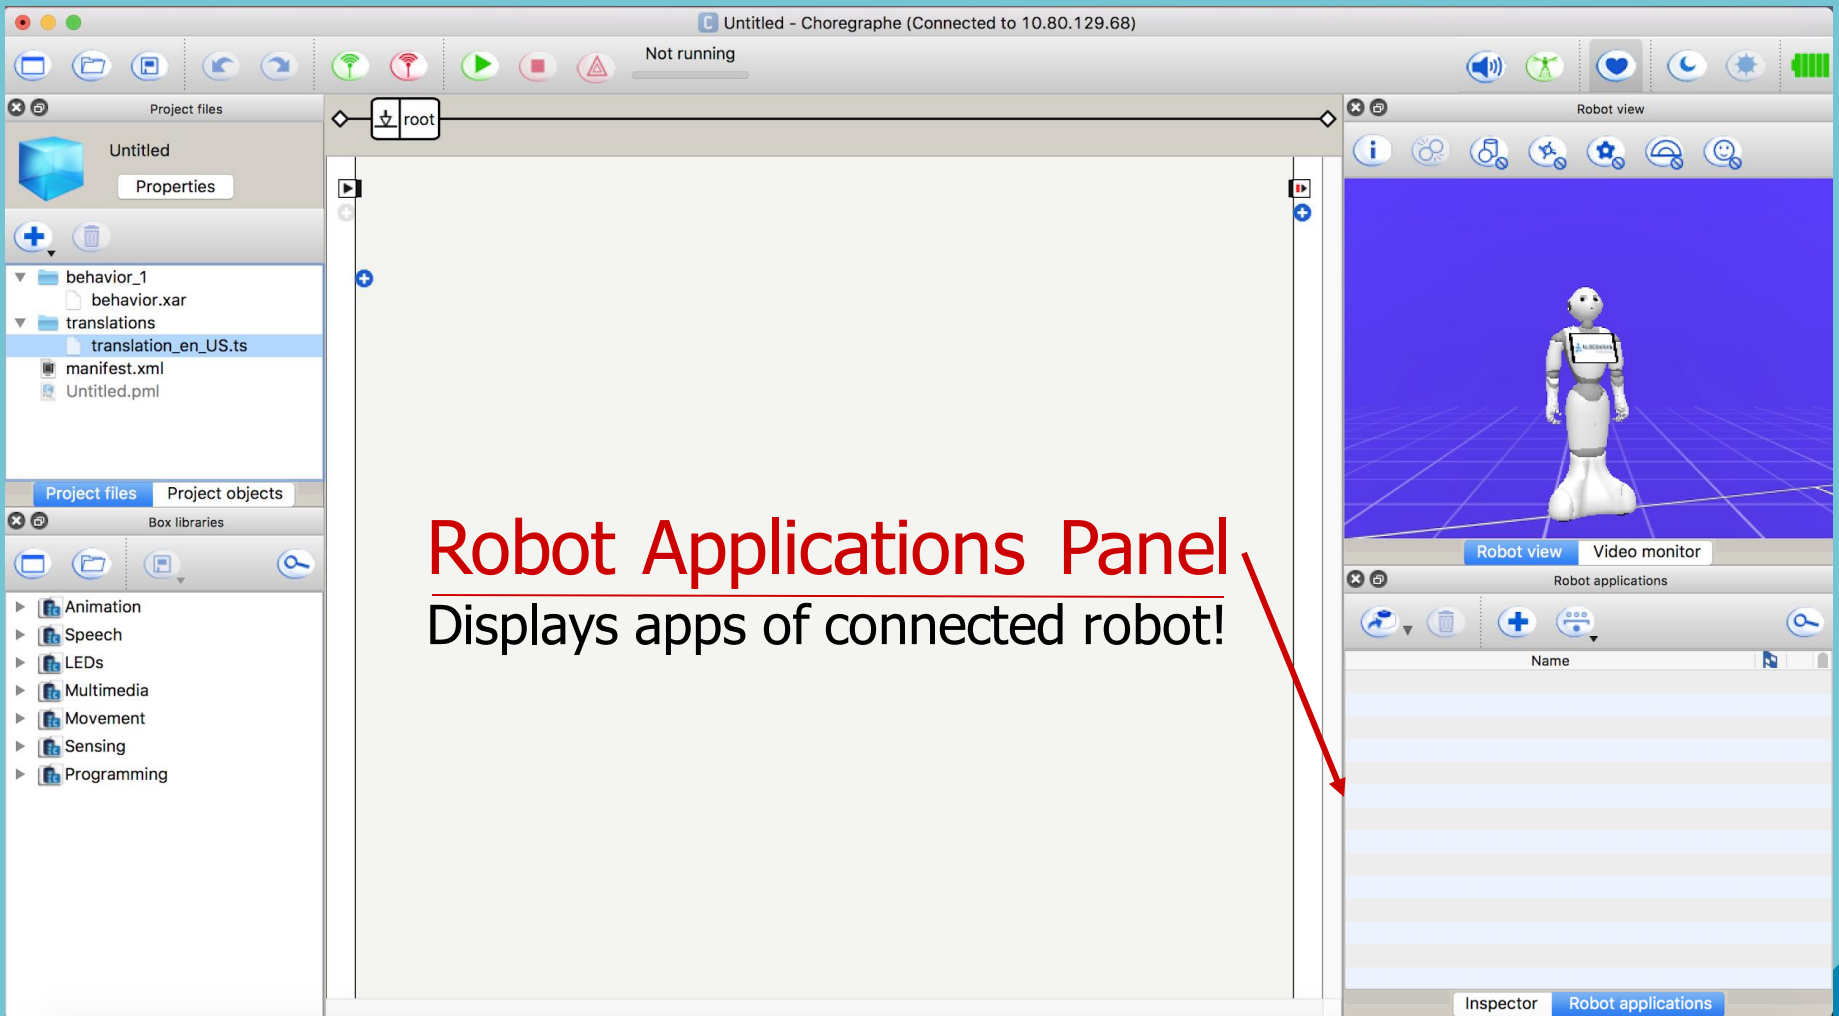 Untitled - Choregraphe (Connected to 10.80.129.68)
Not running
Project files
Untitled
Properties
behavior_1
behavior.xar
translations
translation_en_US.ts
manifest.xml
Untitled.pml
Project files Project objects
Box libraries
Animation
Speech
LEDs
Multimedia
Movement
Sensing
Programming
root
Robot Applications Panel
Displays apps of connected robot!
Robot view
Robot view Video monitor
Robot applications
Name
Inspector Robot applications